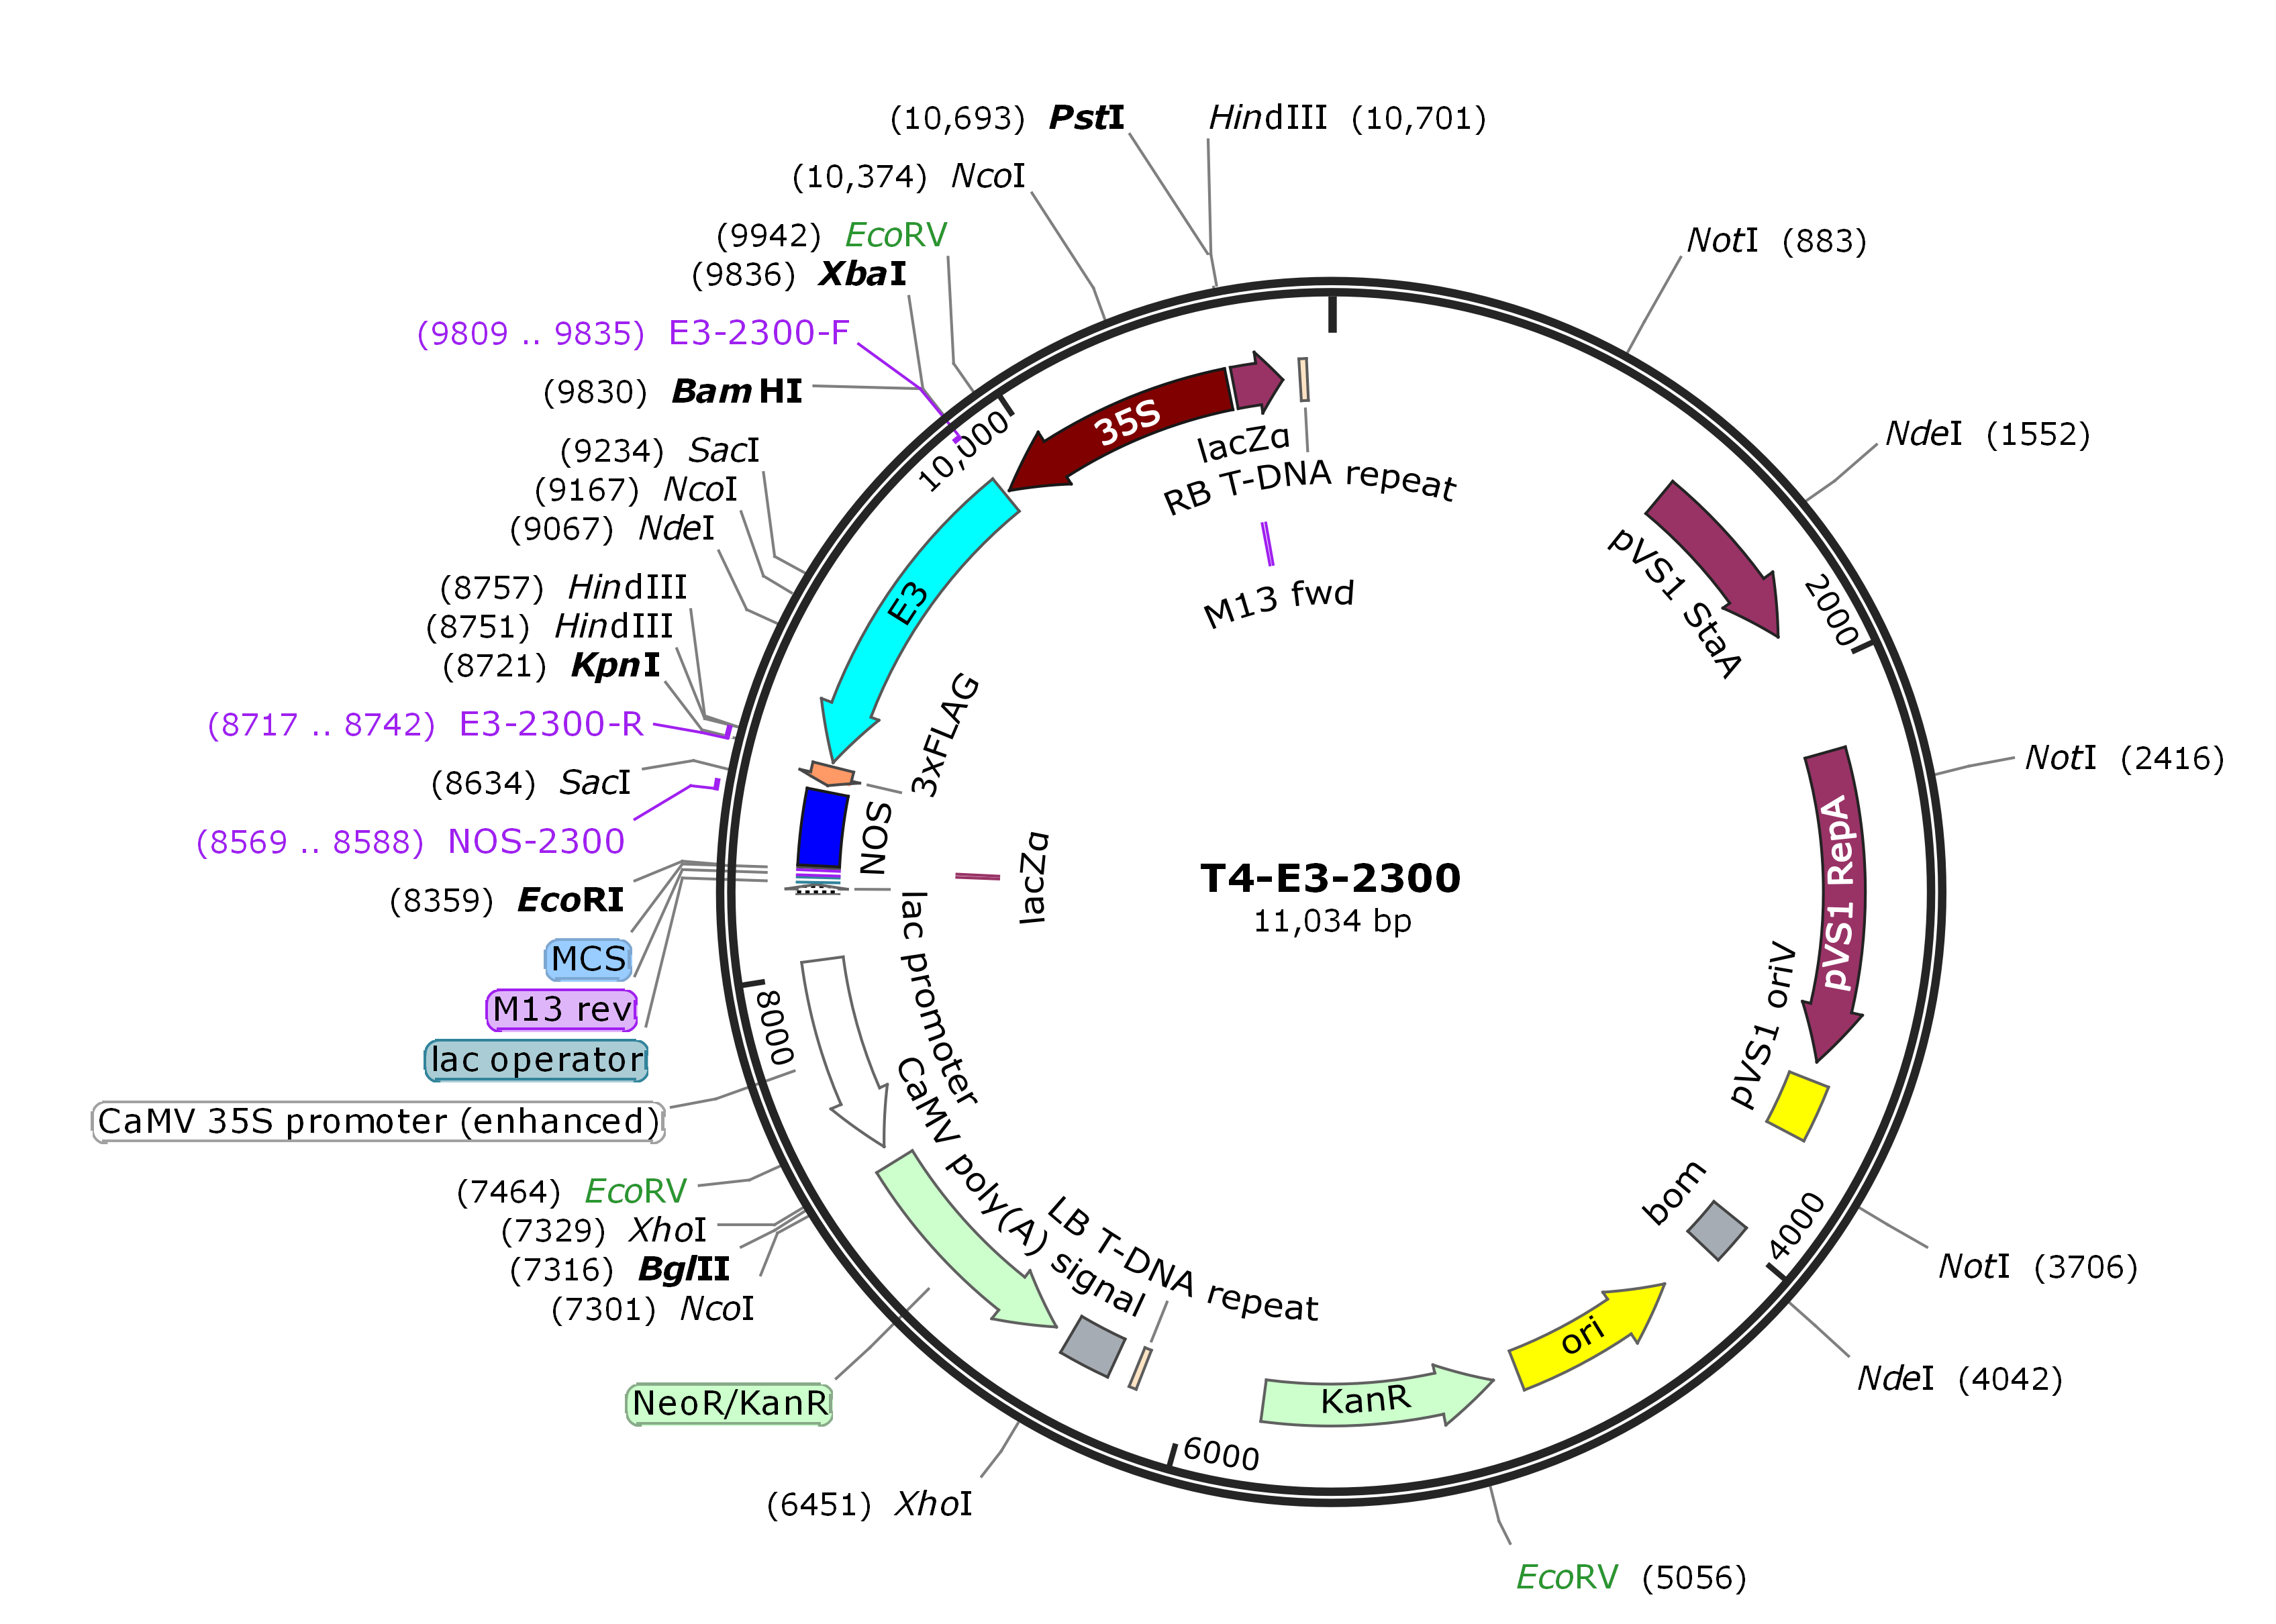 (10,693) PstI
HindIII (10,701)
(10,374) NcoI
(9942) EcoRV
(9836) XbaI
(9809 .. 9835) E3-2300-F
(9830) BamHI
(9234) SacI
(9167) NcoI
(9067) NdeI
(8757) HindIII
(8751) HindIII
(8721) KpnI
(8717 .. 8742) E3-2300-R
(8634) SacI
(8569 .. 8588) NOS-2300
(8359) EcoRI
MCS
M13 rev
lac operator
CaMV 35S promoter (enhanced)
(7464) EcoRV
(7329) XhoI
(7316) BglII
(7301) NcoI
NeoR/KanR
(6451) XhoI
NotI (883)
NdeI (1552)
NotI (2416)
NotI (3706)
NdeI (4042)
EcoRV (5056)
10,000
2000
4000
6000
8000
35S
lacZα
RB T-DNA repeat
M13 fwd
E3
3xFLAG
NOS
lacZα
lac promoter
CaMV poly(A) signal
LB T-DNA repeat
KanR
ori
bom
pVS1 oriV
pVS1 RepA
pVS1 StaA
T4-E3-2300
11,034 bp